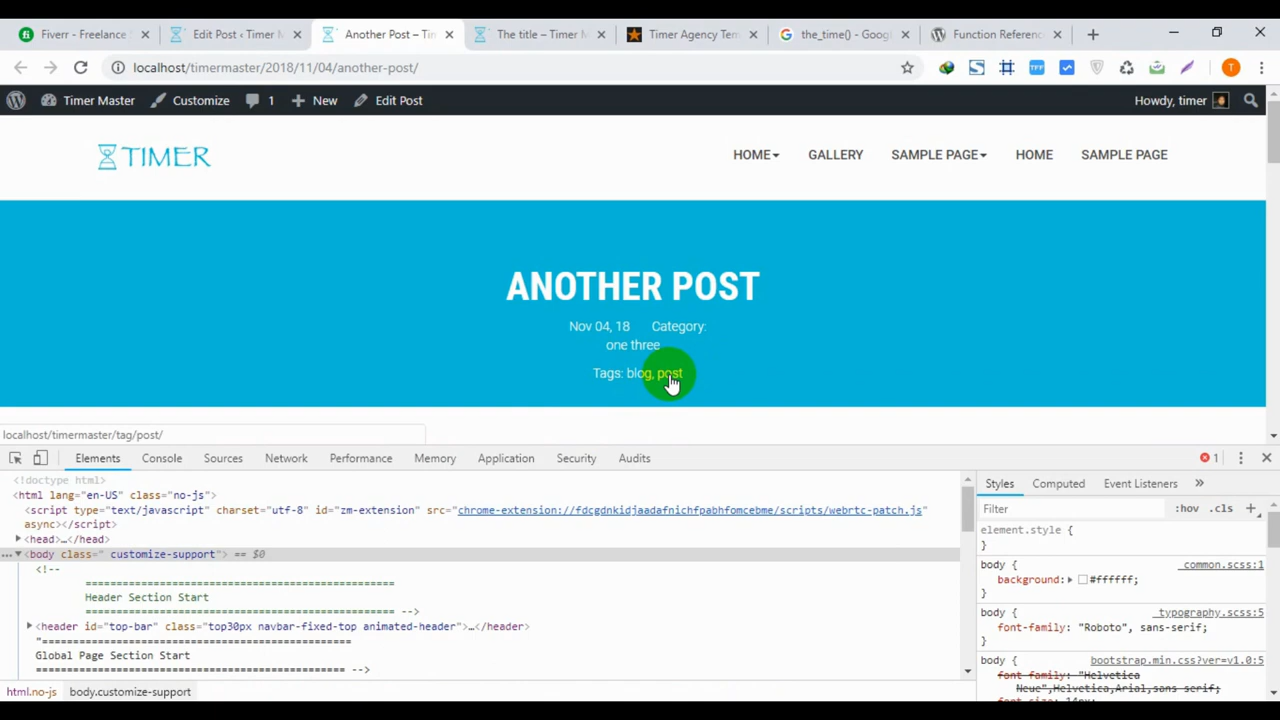 Fiverr - Freelance
Edit Post ‹ Timer M
Another Post – Tim
The title – Timer M
Timer Agency Tem
the_time() - Googl
Function Referenc
localhost/timermaster/2018/11/04/another-post/
Timer Master
Customize
1
New
Edit Post
Howdy, timer
TIMER
HOME
GALLERY
SAMPLE PAGE
HOME
SAMPLE PAGE
ANOTHER POST
Nov 04, 18 Category:
one three
Tags: blog, post
localhost/timermaster/tag/post/
Elements Console Sources Network Performance Memory Application Security Audits
1
<!doctype html>
<html lang="en-US" class="no-js">
<script type="text/javascript" charset="utf-8" id="zm-extension" src="chrome-extension://fdcgdnkidjaadafnichfpabhfomcebme/scripts/webrtc-patch.js"
async></script>
<head>…</head>
<body class=" customize-support"> == $0
<!--
====================================================
Header Section Start
==================================================== -->
<header id="top-bar" class="top30px navbar-fixed-top animated-header">…</header>
"==================================================
Global Page Section Start
================================================== -->
html.no-js body.customize-support
Styles Computed Event Listeners »
Filter
:hov .cls +
element.style {
}
body { _common.scss:1
background: #ffffff;
}
body { _typography.scss:5
font-family: "Roboto", sans-serif;
}
body { bootstrap.min.css?ver=v1.0:5
font-family: "Helvetica
Neue",Helvetica,Arial,sans-serif;
font-size: 14px;